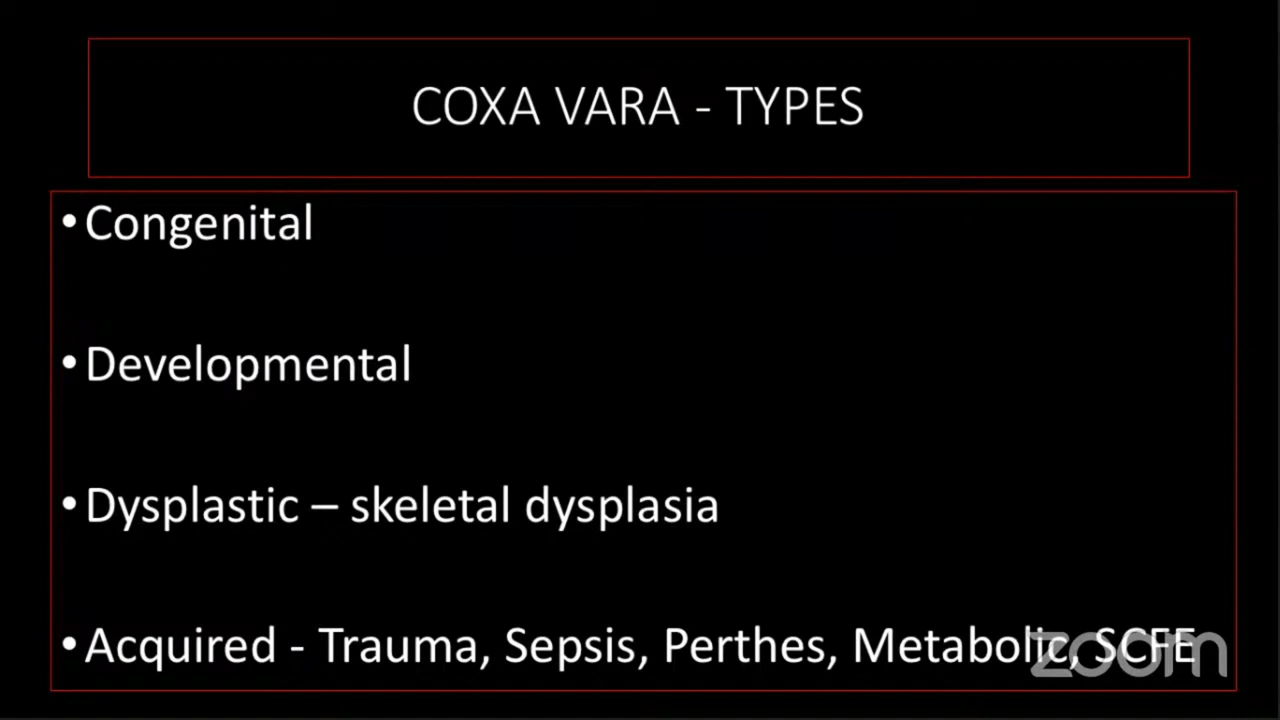 COXA VARA - TYPES
•Congenital
•Developmental
•Dysplastic – skeletal dysplasia
•Acquired - Trauma, Sepsis, Perthes, Metabolic, SCFE
zoom